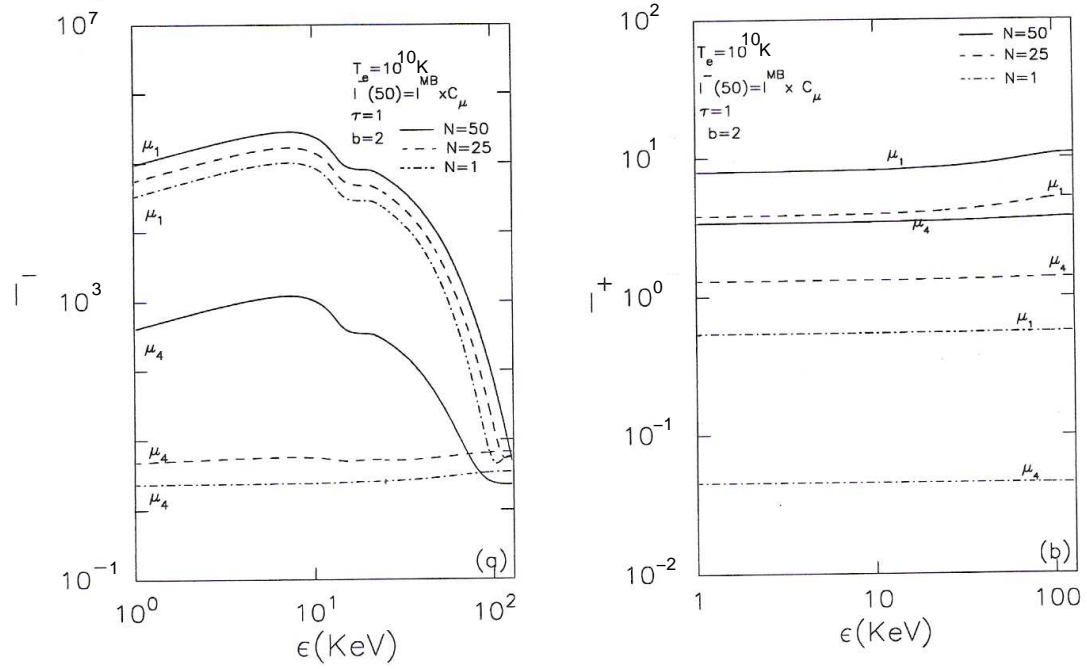 10^7
T_e=10^10K
I^-(50)=I^MB×C_μ
τ=1
b=2
N=50
N=25
N=1
μ_1
μ_1
I^-
10^3
μ_4
μ_4
μ_4
(a)
10^-1
10^0
10^1
10^2
ϵ(KeV)
10^2
N=50
N=25
N=1
T_e=10^10K
I^-(50)=I^MB × C_μ
τ=1
b=2
10^1
μ_1
μ_1
μ_4
μ_4
I^+
10^0
μ_1
10^-1
μ_4
(b)
10^-2
1
10
100
ϵ(KeV)